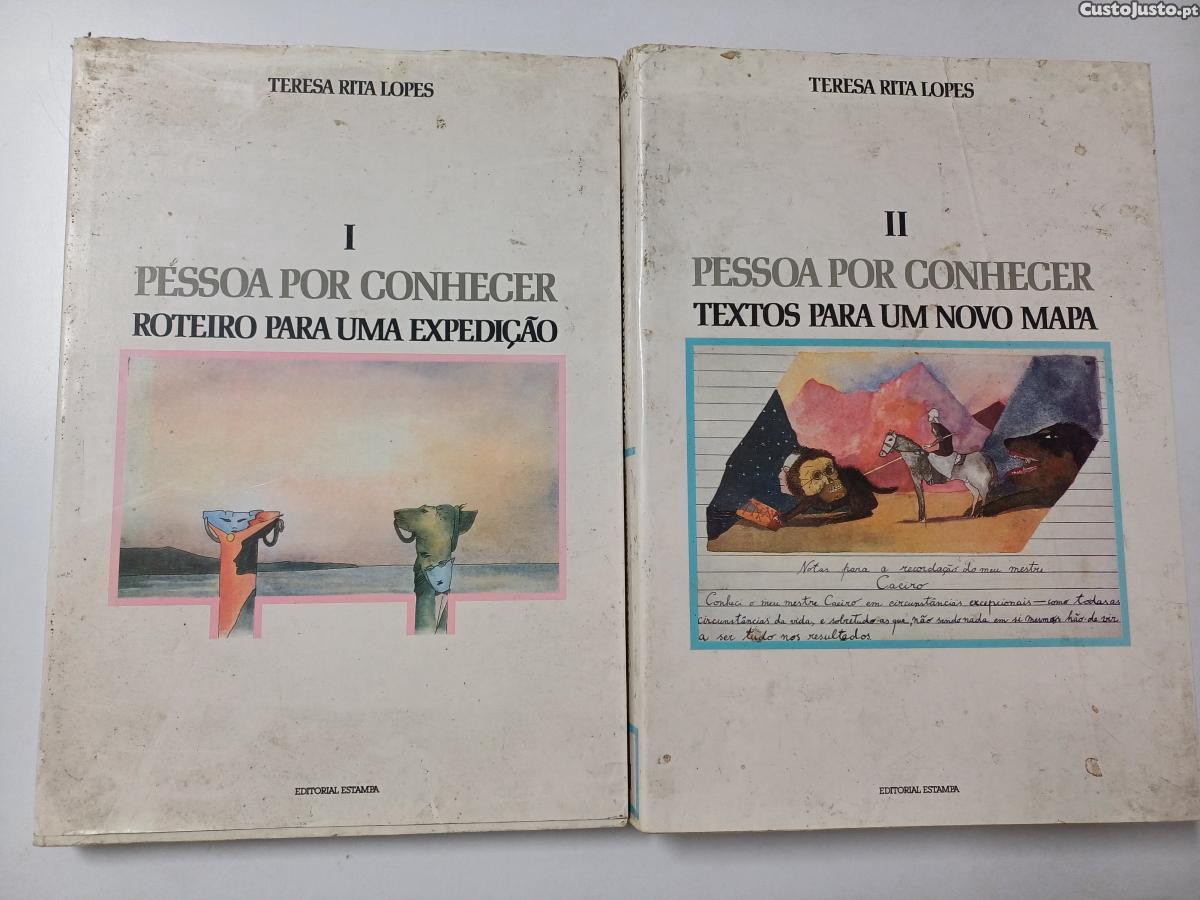 CustoJusto.pt
TERESA RITA LOPES
I
PESSOA POR CONHECER
ROTEIRO PARA UMA EXPEDIÇÃO
EDITORIAL ESTAMPA
TERESA RITA LOPES
II
PESSOA POR CONHECER
TEXTOS PARA UM NOVO MAPA
Notas para a recordação do meu mestre
Caeiro
Conheci o meu mestre Caeiro em circunstâncias excepcionais — como todas as
circunstâncias da vida, e sobretudo as que, não sendo nada em si mesmas hão-de vir
a ser tudo nos resultados
EDITORIAL ESTAMPA